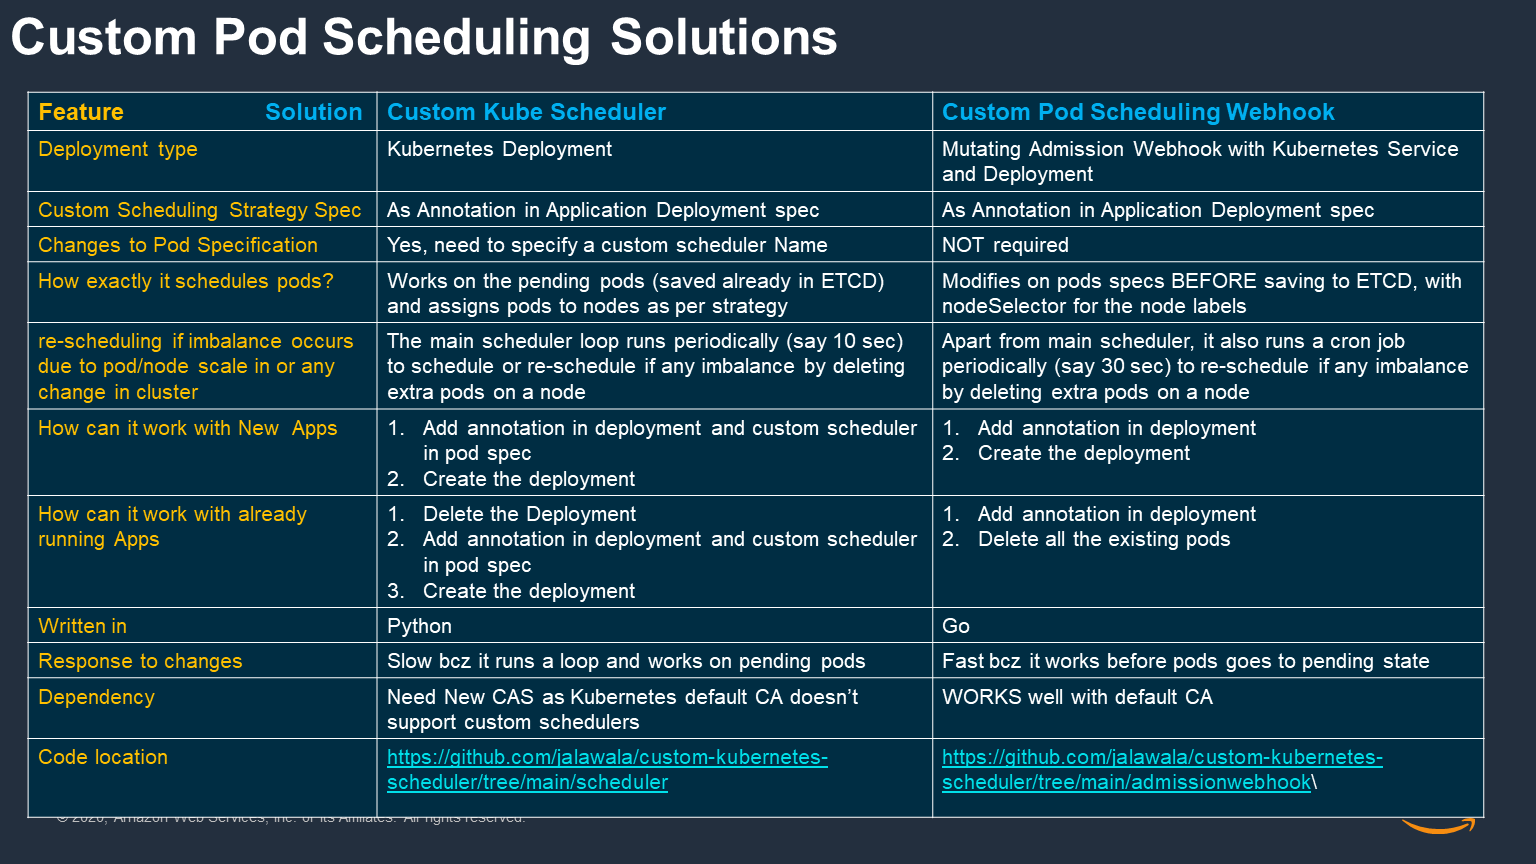 Custom Pod Scheduling Solutions
Feature Solution Custom Kube Scheduler Custom Pod Scheduling Webhook
Deployment type
Kubernetes Deployment
Mutating Admission Webhook with Kubernetes Service
and Deployment
Custom Scheduling Strategy Spec
As Annotation in Application Deployment spec
As Annotation in Application Deployment spec
Changes to Pod Specification
Yes, need to specify a custom scheduler Name
NOT required
How exactly it schedules pods?
Works on the pending pods (saved already in ETCD)
and assigns pods to nodes as per strategy
Modifies on pods specs BEFORE saving to ETCD, with
nodeSelector for the node labels
re-scheduling if imbalance occurs
due to pod/node scale in or any
change in cluster
The main scheduler loop runs periodically (say 10 sec)
to schedule or re-schedule if any imbalance by deleting
extra pods on a node
Apart from main scheduler, it also runs a cron job
periodically (say 30 sec) to re-schedule if any imbalance
by deleting extra pods on a node
How can it work with New Apps
1. Add annotation in deployment and custom scheduler
in pod spec
2. Create the deployment
1. Add annotation in deployment
2. Create the deployment
How can it work with already
running Apps
1. Delete the Deployment
2. Add annotation in deployment and custom scheduler
in pod spec
3. Create the deployment
1. Add annotation in deployment
2. Delete all the existing pods
Written in
Python
Go
Response to changes
Slow bcz it runs a loop and works on pending pods
Fast bcz it works before pods goes to pending state
Dependency
Need New CAS as Kubernetes default CA doesn't
support custom schedulers
WORKS well with default CA
Code location
https://github.com/jalawala/custom-kubernetes-
scheduler/tree/main/scheduler
https://github.com/jalawala/custom-kubernetes-
scheduler/tree/main/admissionwebhook\
© 2020, Amazon Web Services, Inc. or its Affiliates. All rights reserved.